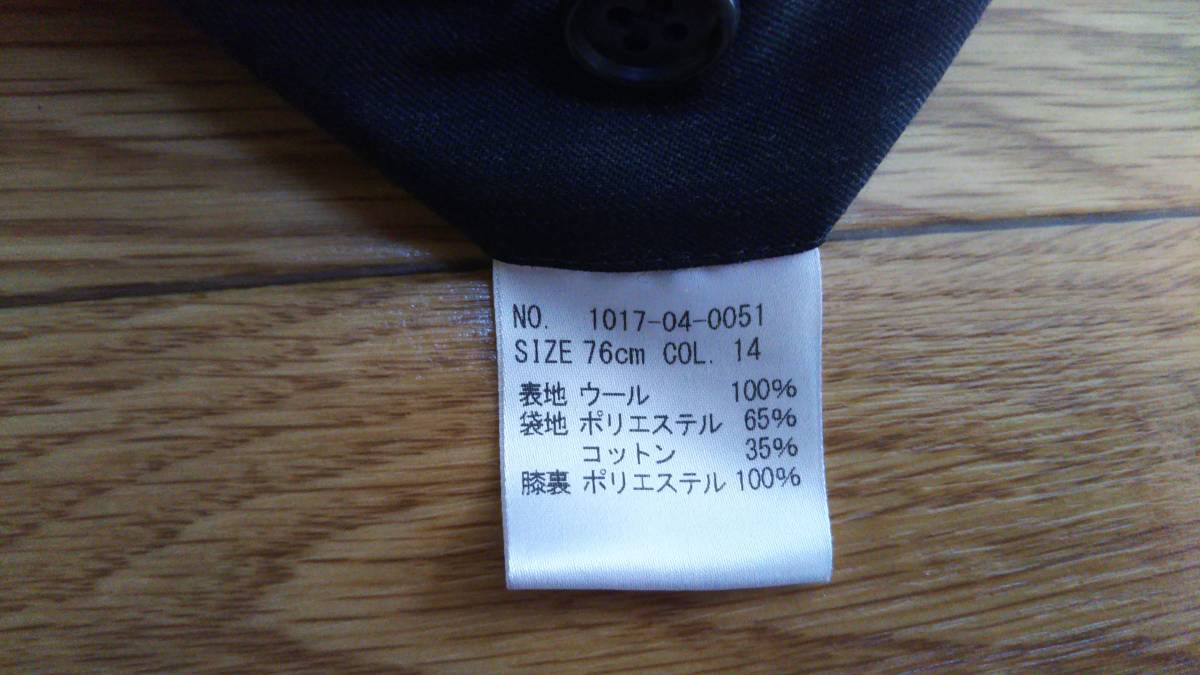 NO. 1017-04-0051
SIZE 76cm COL. 14
表地 ウール 100%
袋地 ポリエステル 65%
コットン 35%
膝裏 ポリエステル 100%